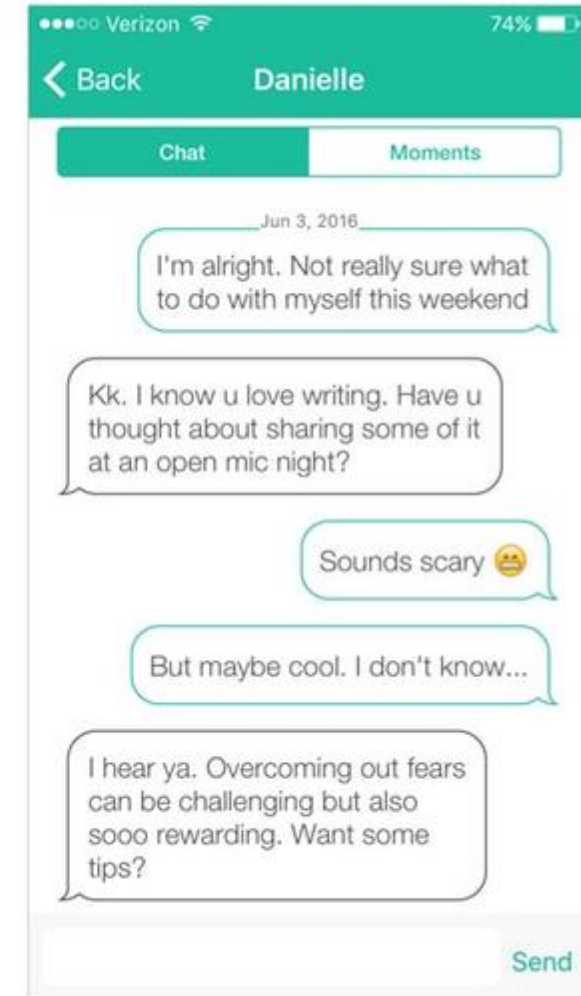 Verizon 74%
Back Danielle
Chat Moments
Jun 3, 2016
I'm alright. Not really sure what
to do with myself this weekend
Kk. I know u love writing. Have u
thought about sharing some of it
at an open mic night?
Sounds scary 😬
But maybe cool. I don't know...
I hear ya. Overcoming out fears
can be challenging but also
sooo rewarding. Want some
tips?
Send